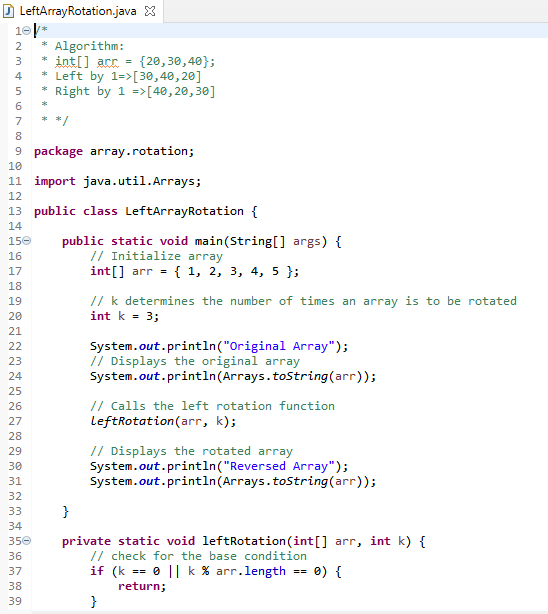 LeftArrayRotation.java
1 /*
2  * Algorithm:
3  * int[] arr = {20,30,40};
4  * Left by 1=>[30,40,20]
5  * Right by 1 =>[40,20,30]
6  *
7  * */
8
9 package array.rotation;
10
11 import java.util.Arrays;
12
13 public class LeftArrayRotation {
14
15     public static void main(String[] args) {
16         // Initialize array
17         int[] arr = { 1, 2, 3, 4, 5 };
18
19         // k determines the number of times an array is to be rotated
20         int k = 3;
21
22         System.out.println("Original Array");
23         // Displays the original array
24         System.out.println(Arrays.toString(arr));
25
26         // Calls the left rotation function
27         leftRotation(arr, k);
28
29         // Displays the rotated array
30         System.out.println("Reversed Array");
31         System.out.println(Arrays.toString(arr));
32
33     }
34
35     private static void leftRotation(int[] arr, int k) {
36         // check for the base condition
37         if (k == 0 || k % arr.length == 0) {
38             return;
39         }